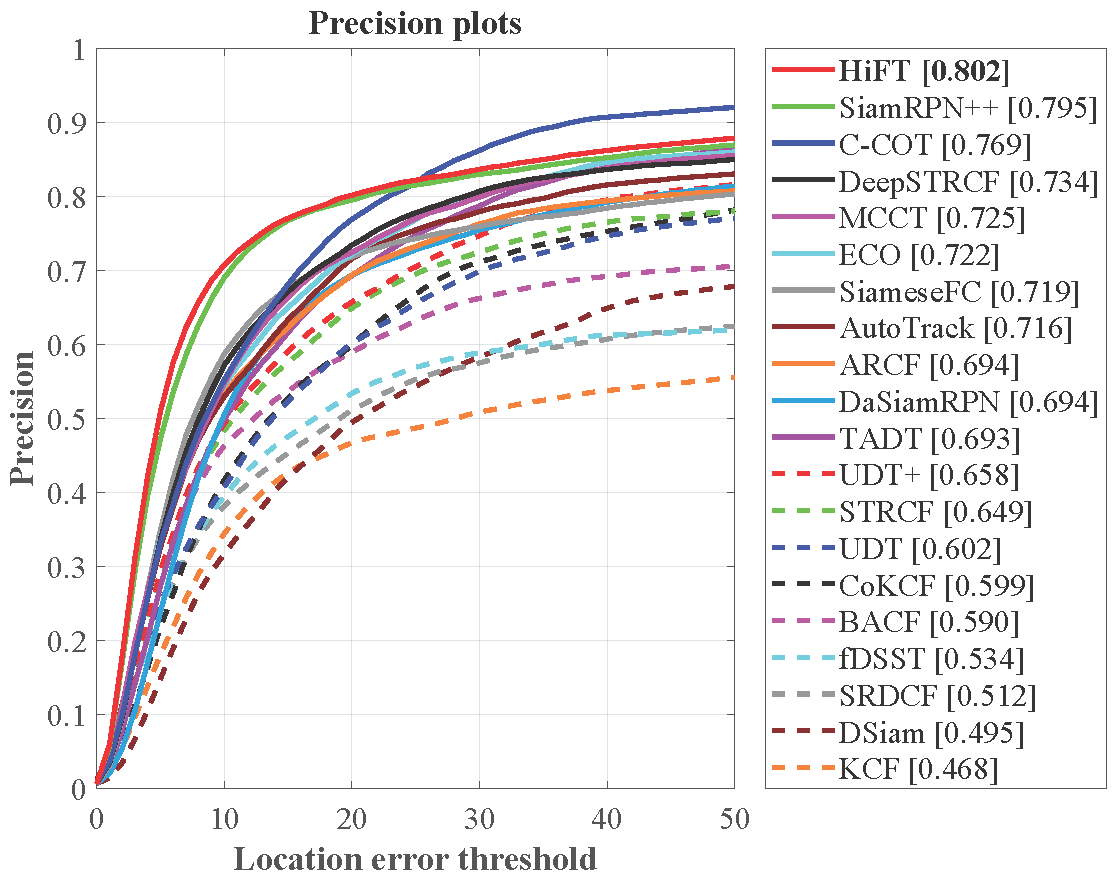 Precision plots
Precision
1
0.9
0.8
0.7
0.6
0.5
0.4
0.3
0.2
0.1
0
0 10 20 30 40 50
Location error threshold
HiFT [0.802]
SiamRPN++ [0.795]
C-COT [0.769]
DeepSTRCF [0.734]
MCCT [0.725]
ECO [0.722]
SiameseFC [0.719]
AutoTrack [0.716]
ARCF [0.694]
DaSiamRPN [0.694]
TADT [0.693]
UDT+ [0.658]
STRCF [0.649]
UDT [0.602]
CoKCF [0.599]
BACF [0.590]
fDSST [0.534]
SRDCF [0.512]
DSiam [0.495]
KCF [0.468]